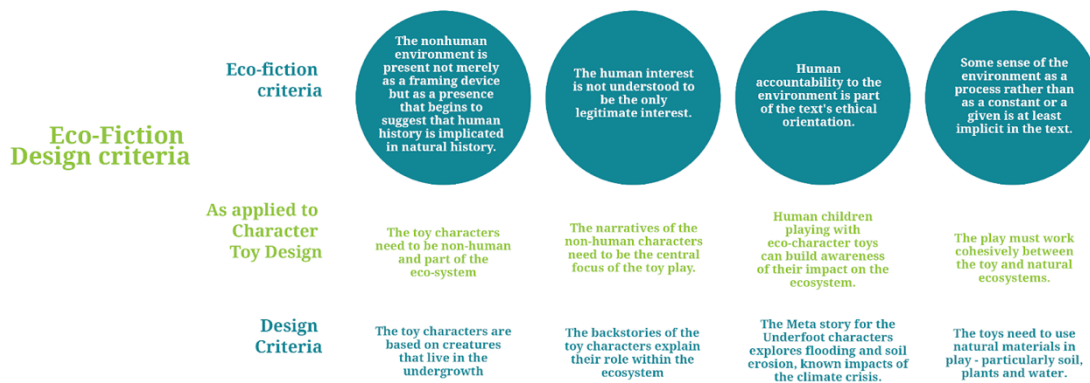 Eco-Fiction
Design criteria
Eco-fiction
criteria
The nonhuman
environment is
present not merely
as a framing device
but as a presence
that begins to
suggest that human
history is implicated
in natural history.
The human interest
is not understood to
be the only
legitimate interest.
Human
accountability to the
environment is part
of the text's ethical
orientation.
Some sense of the
environment as a
process rather than
as a constant or a
given is at least
implicit in the text.
As applied to
Character
Toy Design
The toy characters
need to be non-human
and part of the
eco-system
The narratives of the
non-human characters
need to be the central
focus of the toy play.
Human children
playing with
eco-character toys
can build awareness
of their impact on the
ecosystem.
The play must work
cohesively between
the toy and natural
ecosystems.
Design
Criteria
The toy characters are
based on creatures
that live in the
undergrowth
The backstories of the
toy characters explain
their role within the
ecosystem
The Meta story for the
Underfoot characters
explores flooding and soil
erosion, known impacts of
the climate crisis.
The toys need to use
natural materials in
play - particularly soil,
plants and water.